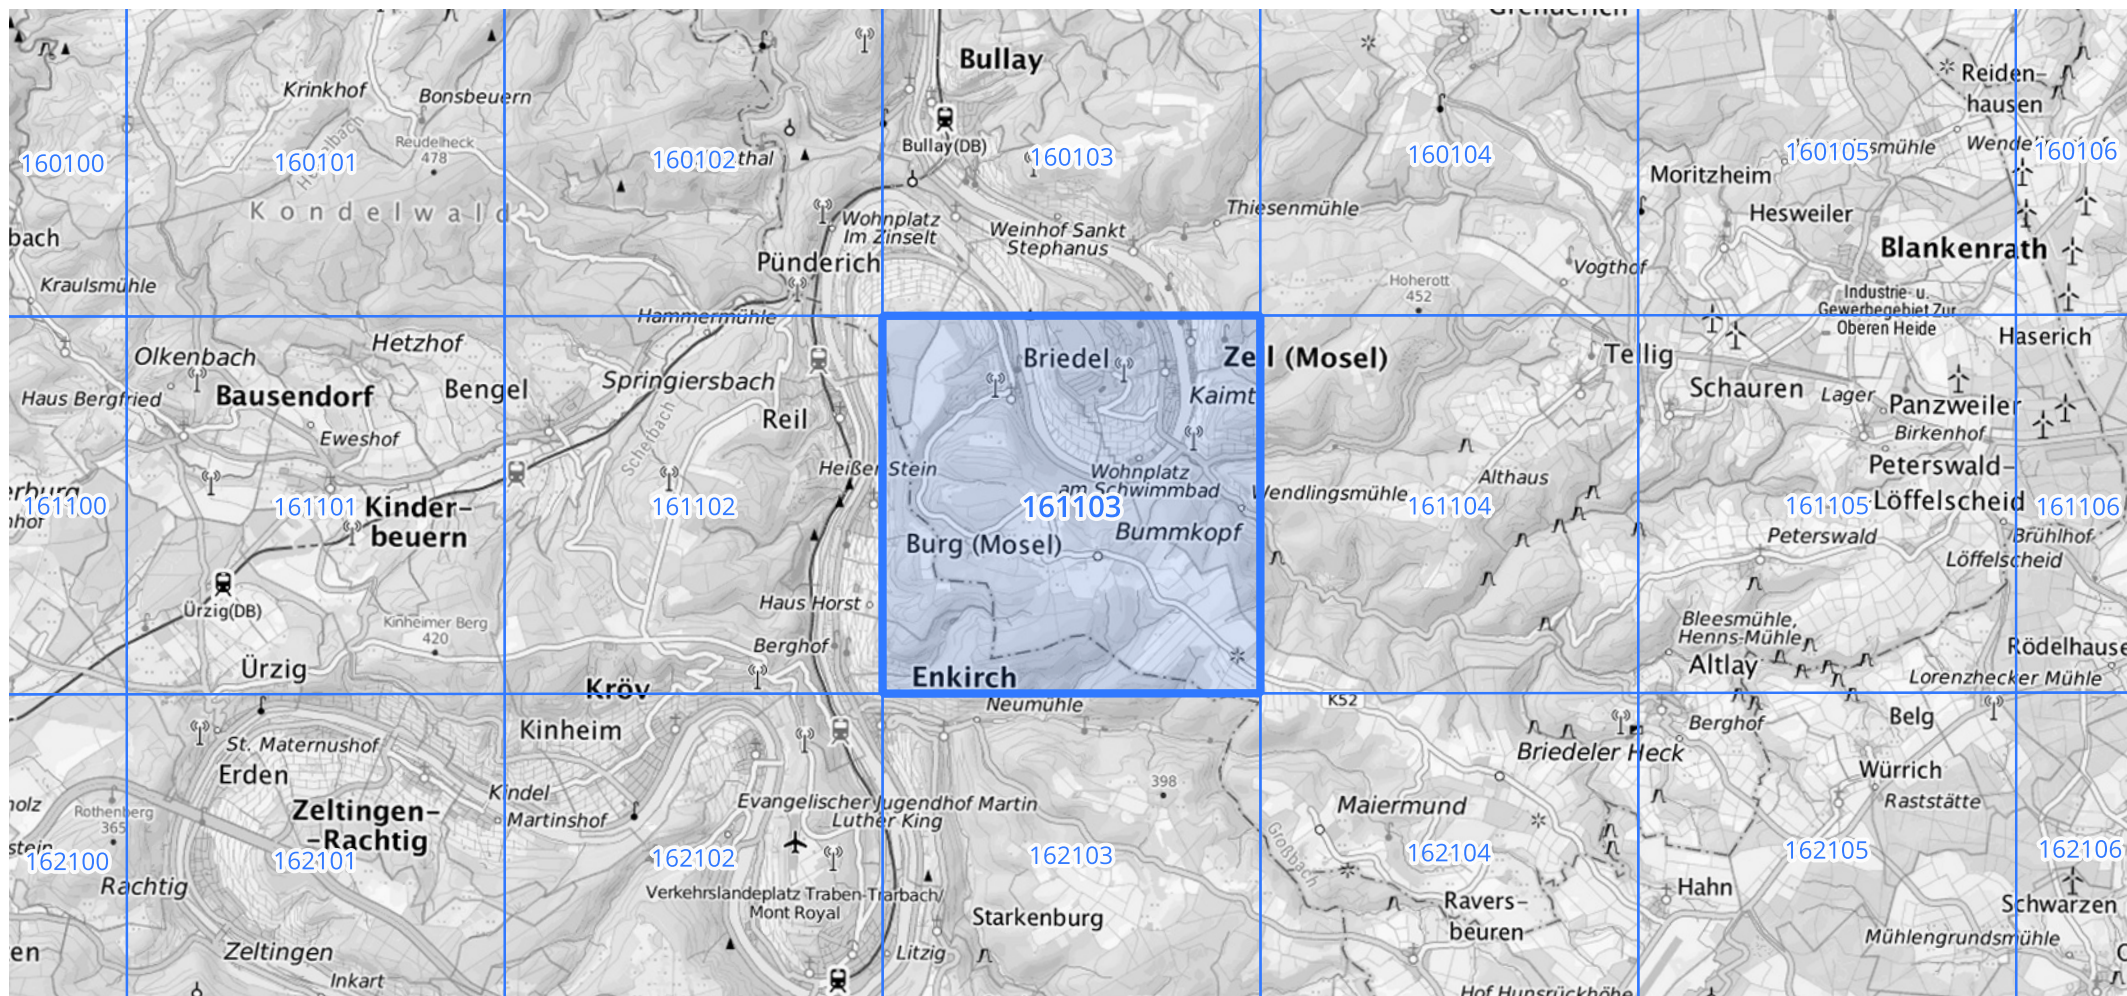 Bullay
Reiden-
hausen
Krinkhof
Bonsbeuern
Reudelheck
478
Bullay(DB)
160100
160101
160102
thal
160103
160104
160105
smühle
160106
Moritzheim
Kondelwald
Thiesenmühle
Hesweiler
bach
Wohnplatz
Im Zinselt
Weinhof Sankt
Stephanus
Blankenrath
Pünderich
Vogthof
Kraulsmühle
Hoherott
452
Industrie- u.
Gewerbegebiet Zur
Oberen Heide
Hammermühle
Haserich
Olkenbach
Hetzhof
Briedel
Zell (Mosel)
Tellig
Springiersbach
Schauren
Lager
Haus Bergfried
Bausendorf
Bengel
Kaimt
Panzweiler
Reil
Eweshof
Birkenhof
Scherbach
Heißer Stein
Wohnplatz
am Schwimmbad
Althaus
Peterswald-
Löffelscheid
Wendlingsmühle
161100
161101
161102
161103
161104
161105
161106
Kinder-
beuern
Burg (Mosel)
Bummkopf
Peterswald
Brühlhof
Löffelscheid
Ürzig(DB)
Haus Horst
Kinheimer Berg
420
Bleesmühle,
Henns-Mühle
Berghof
Rödelhause
Ürzig
Altlay
Enkirch
Lorenzhecker Mühle
Kröv
K52
Neumühle
Kinheim
Belg
Berghof
St. Maternushof
Briedeler Heck
Erden
Würrich
Kindel
398
Raststätte
Rothenberg
365
Zeltingen-
-Rachtig
Martinshof
Evangelischer Jugendhof Martin
Luther King
Maiermund
Großbach
162100
162101
162102
162103
162104
162105
162106
Rachtig
Verkehrslandeplatz Traben-Trarbach/
Mont Royal
Hahn
Starkenburg
Ravers-
beuren
Schwarzen
Zeltingen
Litzig
Mühlengrundsmühle
en
Inkart
Hof Hunsrückhöhe